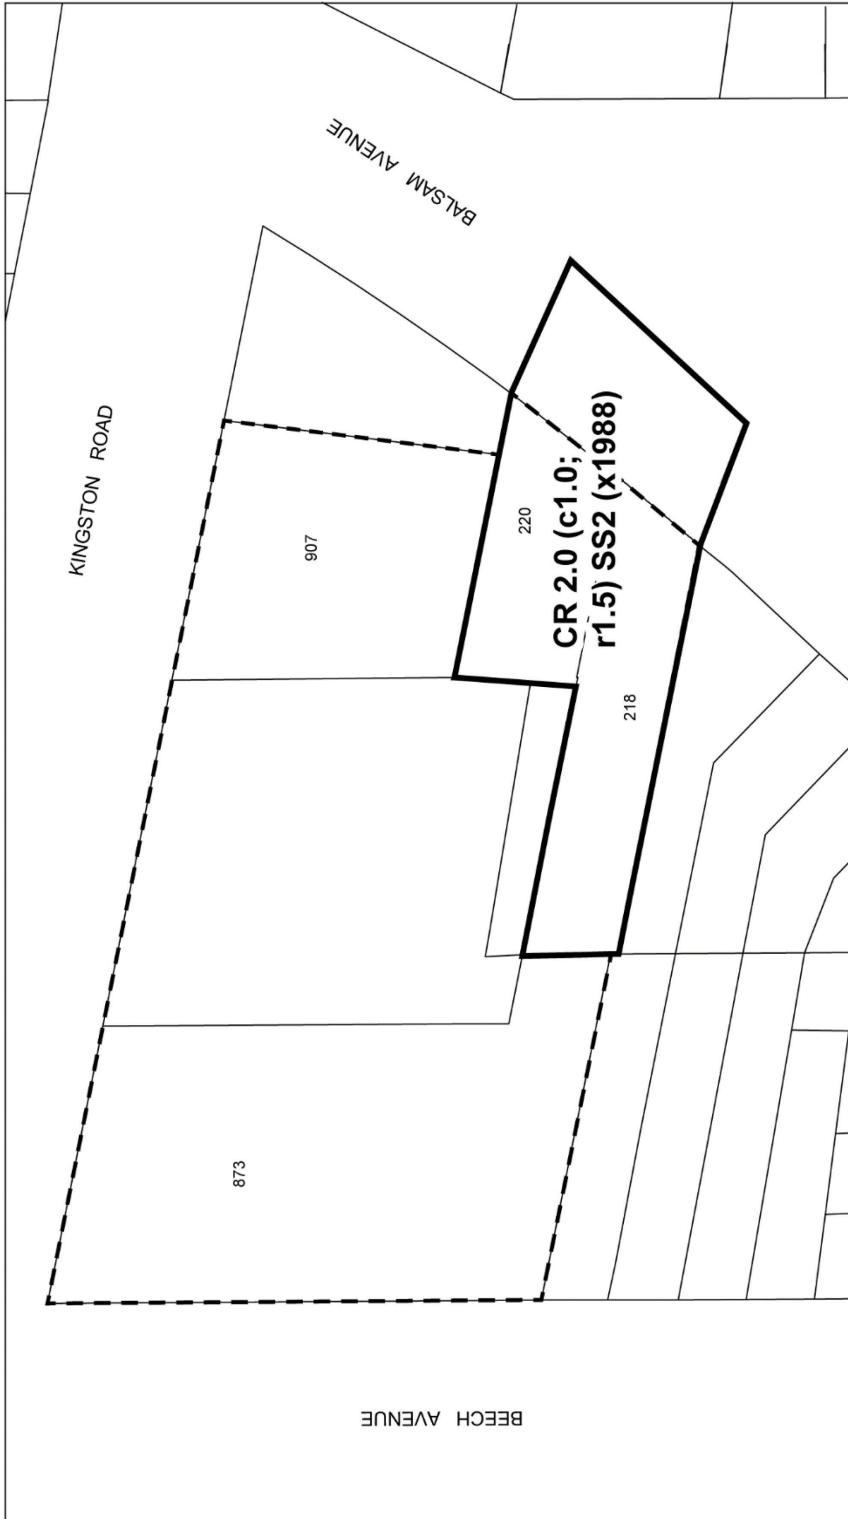 KINGSTON ROAD
BALSAM AVENUE
907
220
CR 2.0 (c1.0;
r1.5) SS2 (x1988)
218
873
BEECH AVENUE